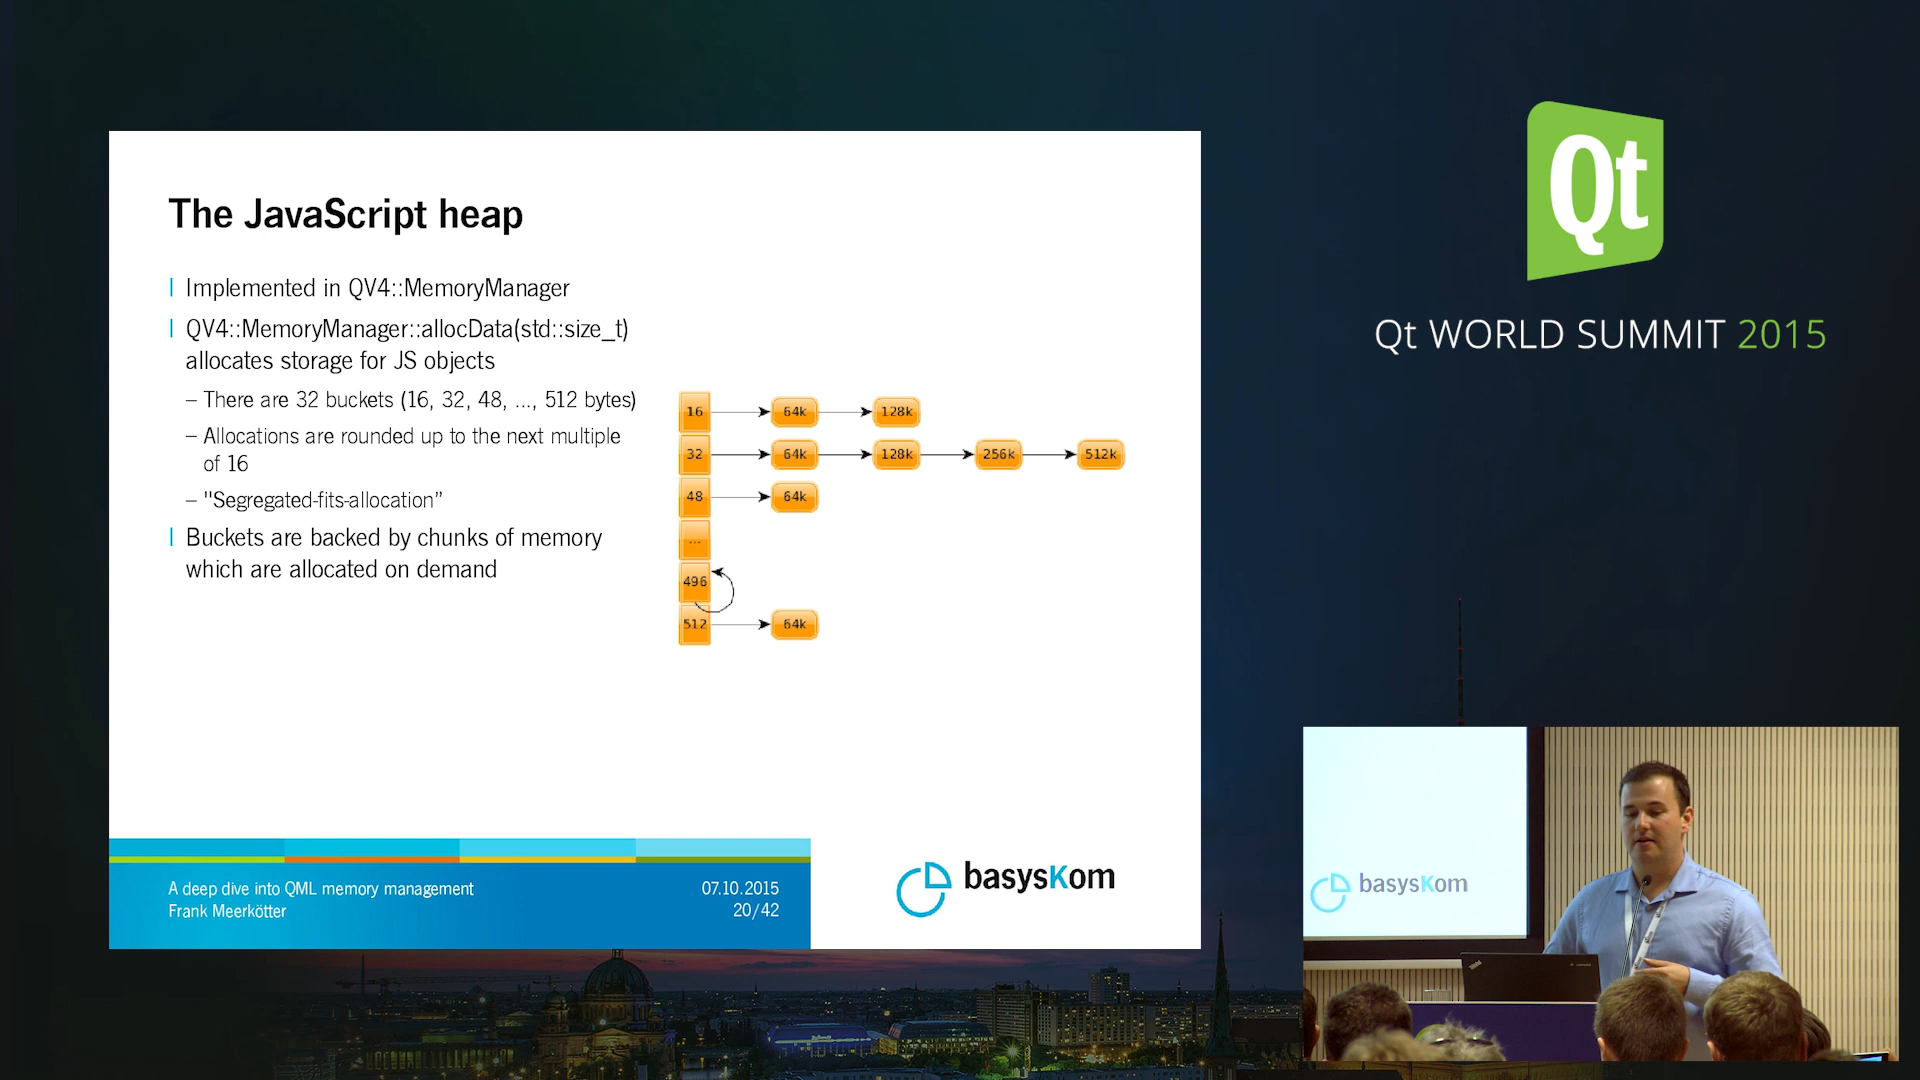 The JavaScript heap
Implemented in QV4::MemoryManager
QV4::MemoryManager::allocData(std::size_t)
allocates storage for JS objects
– There are 32 buckets (16, 32, 48, ..., 512 bytes)
– Allocations are rounded up to the next multiple
of 16
– "Segregated-fits-allocation”
Buckets are backed by chunks of memory
which are allocated on demand
16 64k 128k
32 64k 128k 256k 512k
48 64k
...
496
512 64k
A deep dive into QML memory management
Frank Meerkötter
07.10.2015
20/42
basysKom
Qt
Qt WORLD SUMMIT 2015
basysKom